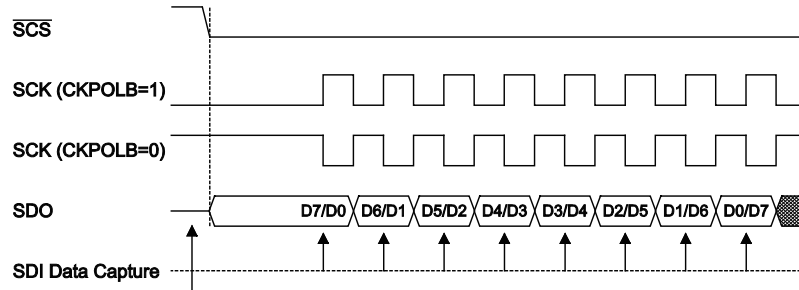 SCS
SCK (CKPOLB=1)
SCK (CKPOLB=0)
SDO D7/D0 D6/D1 D5/D2 D4/D3 D3/D4 D2/D5 D1/D6 D0/D7
SDI Data Capture